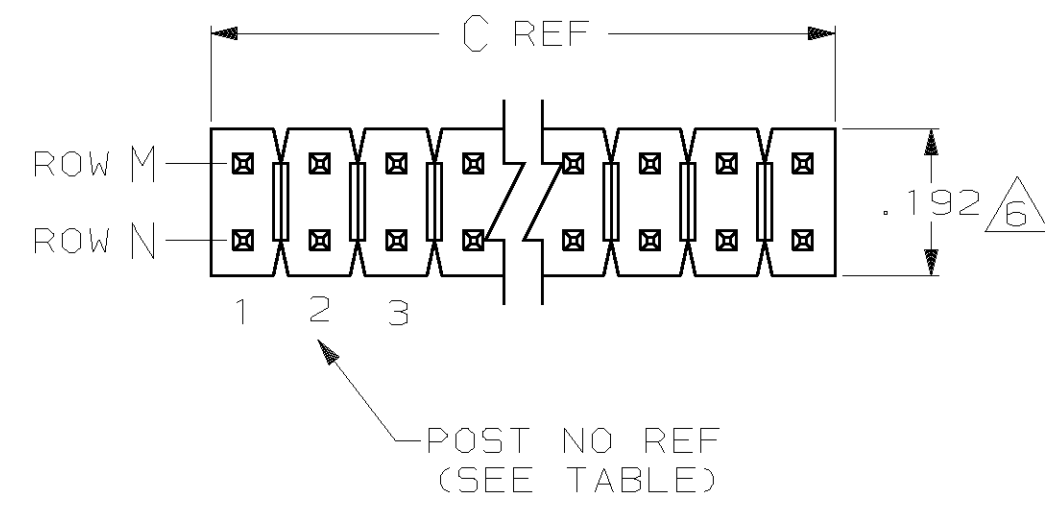 C REF
ROW M
.192 6
ROW N
1 2 3
POST NO REF
(SEE TABLE)